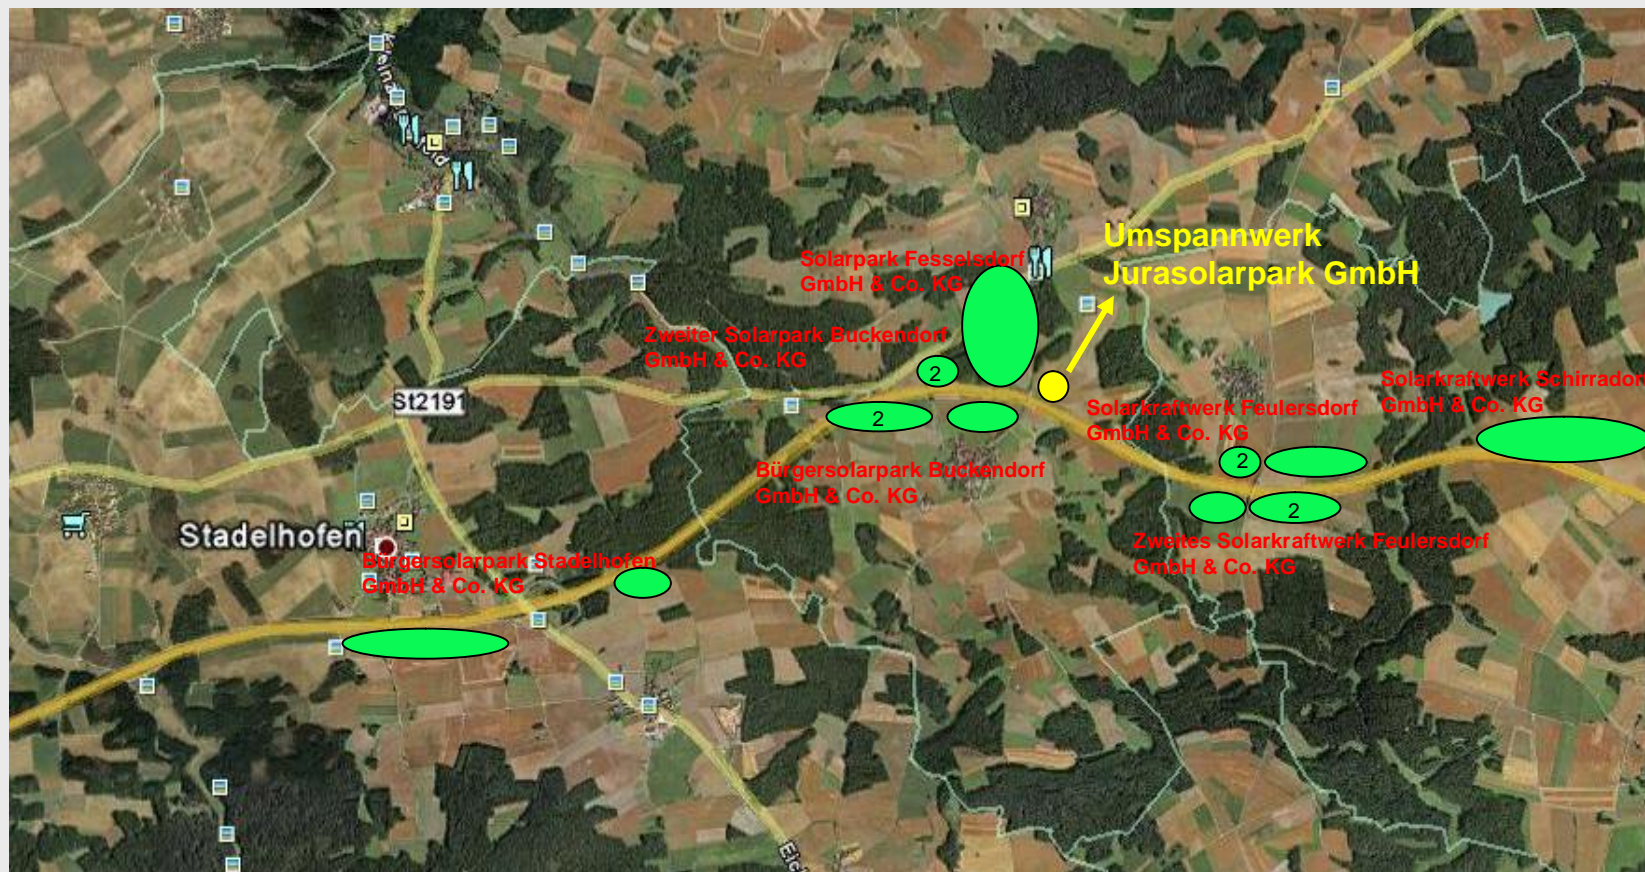 Umspannwerk
Jurasolarpark GmbH
Solarpark Fesselsdorf
GmbH & Co. KG
Zweiter Solarpark Buckendorf
GmbH & Co. KG
2
St2191
2
Solarkraftwerk Schirradorf
GmbH & Co. KG
Solarkraftwerk Feulersdorf
GmbH & Co. KG
Bürgersolarpark Buckendorf
GmbH & Co. KG
2
2
Stadelhofen
Zweites Solarkraftwerk Feulersdorf
GmbH & Co. KG
Bürgersolarpark Stadelhofen
GmbH & Co. KG